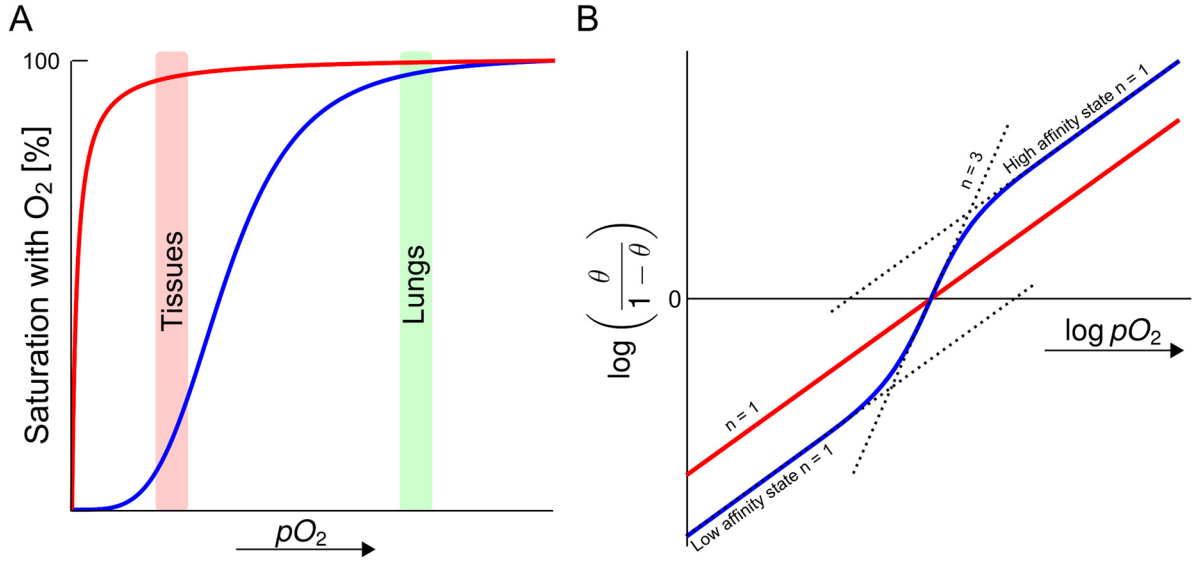 A
100
Saturation with O₂ [%]
Tissues
Lungs
pO₂
B
log (θ / 1 − θ)
0
n = 3
High affinity state n = 1
log pO₂
n = 1
Low affinity state n = 1